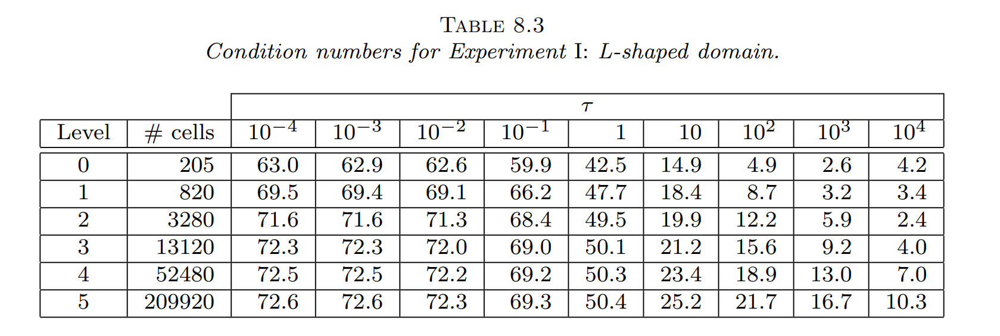 TABLE 8.3
Condition numbers for Experiment I: L-shaped domain.
τ
Level # cells 10⁻⁴ 10⁻³ 10⁻² 10⁻¹ 1 10 10² 10³ 10⁴
0 205 63.0 62.9 62.6 59.9 42.5 14.9 4.9 2.6 4.2
1 820 69.5 69.4 69.1 66.2 47.7 18.4 8.7 3.2 3.4
2 3280 71.6 71.6 71.3 68.4 49.5 19.9 12.2 5.9 2.4
3 13120 72.3 72.3 72.0 69.0 50.1 21.2 15.6 9.2 4.0
4 52480 72.5 72.5 72.2 69.2 50.3 23.4 18.9 13.0 7.0
5 209920 72.6 72.6 72.3 69.3 50.4 25.2 21.7 16.7 10.3